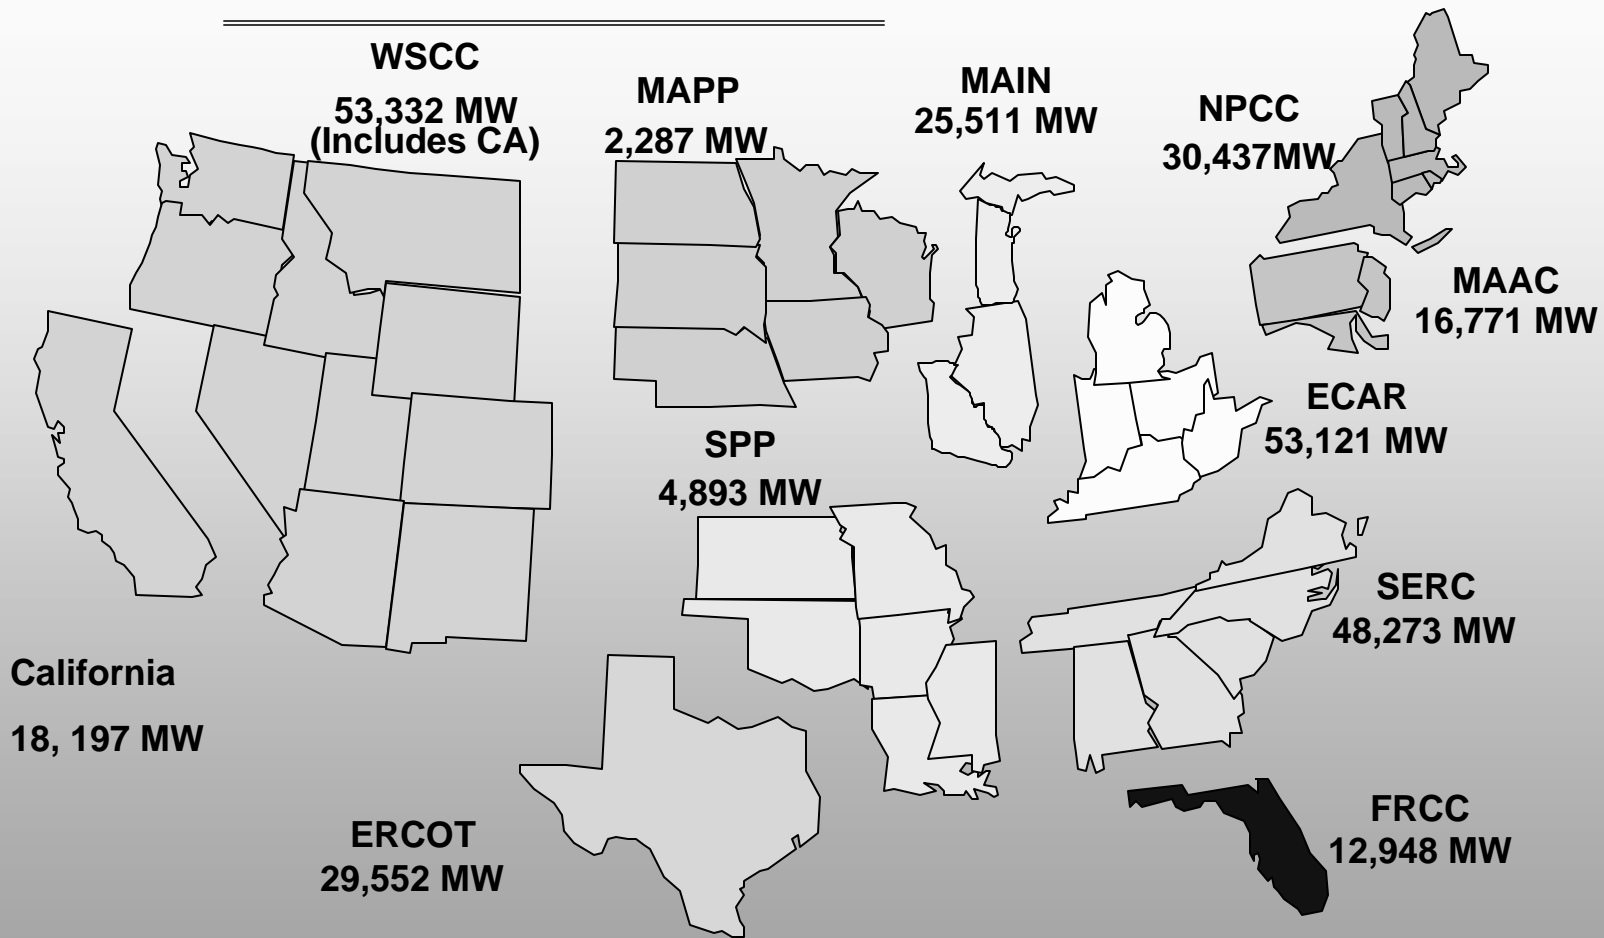 WSCC
53,332 MW
(Includes CA)
MAPP
2,287 MW
MAIN
25,511 MW
NPCC
30,437MW
MAAC
16,771 MW
ECAR
53,121 MW
SPP
4,893 MW
SERC
48,273 MW
California
18, 197 MW
ERCOT
29,552 MW
FRCC
12,948 MW